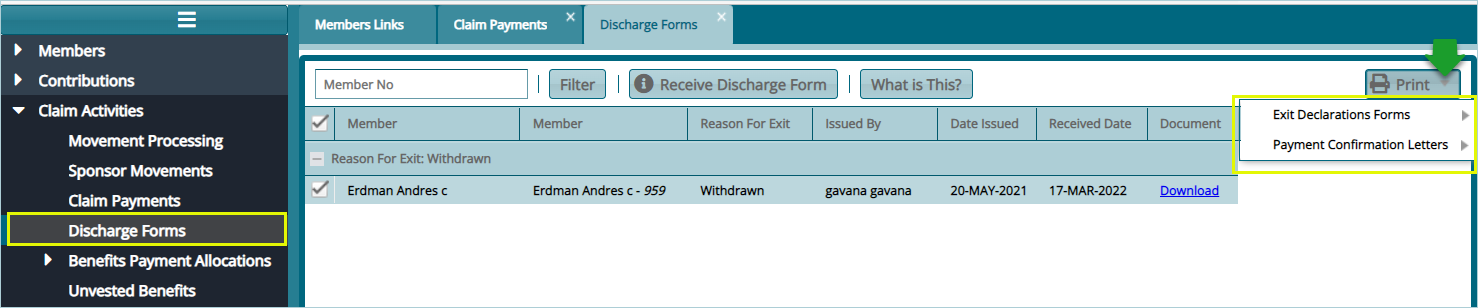 Members Links Claim Payments Discharge Forms
Members
Contributions
Claim Activities
Movement Processing
Sponsor Movements
Claim Payments
Discharge Forms
Benefits Payment Allocations
Unvested Benefits
Member No Filter Receive Discharge Form What is This? Print
Exit Declarations Forms
Payment Confirmation Letters
Member Member Reason For Exit Issued By Date Issued Received Date Document
Reason For Exit: Withdrawn
Erdman Andres c Erdman Andres c - 959 Withdrawn gavana gavana 20-MAY-2021 17-MAR-2022 Download